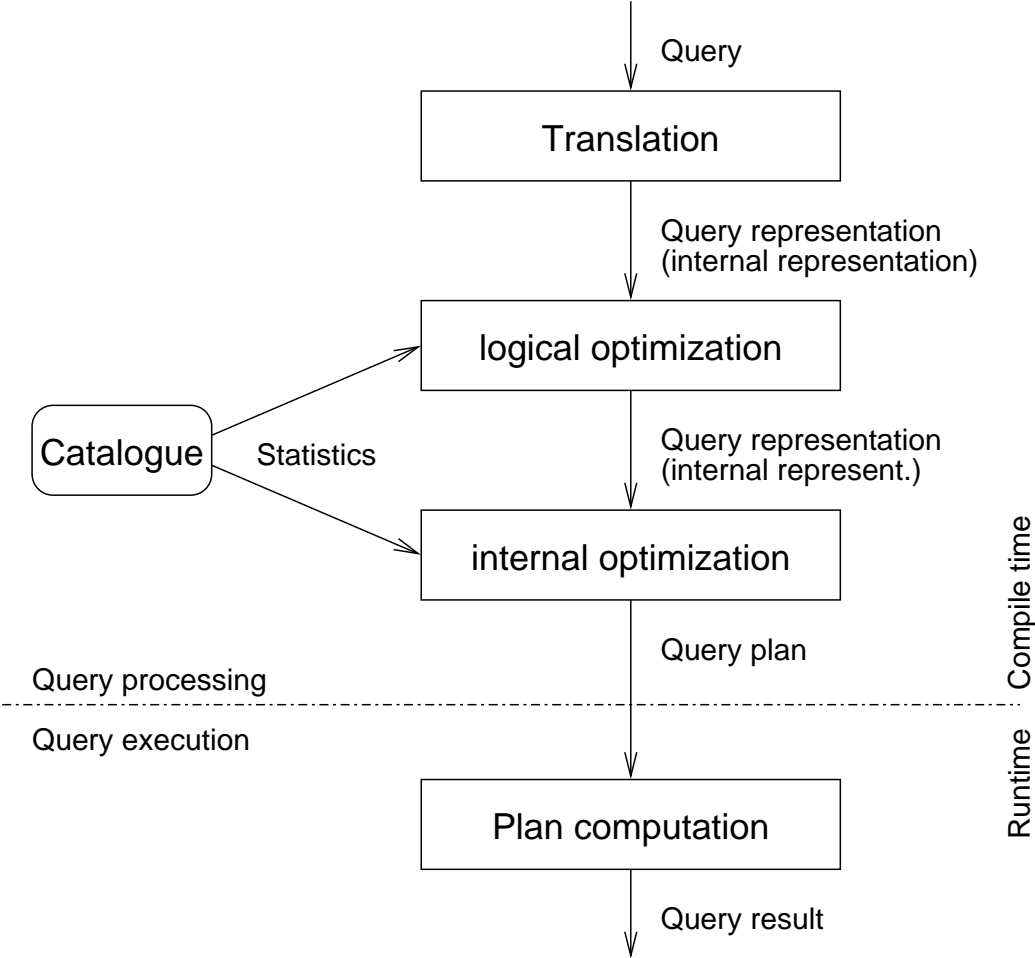 Query
Translation
Query representation
(internal representation)
logical optimization
Catalogue
Statistics
Query representation
(internal represent.)
internal optimization
Compile time
Query plan
Query processing
Query execution
Runtime
Plan computation
Query result